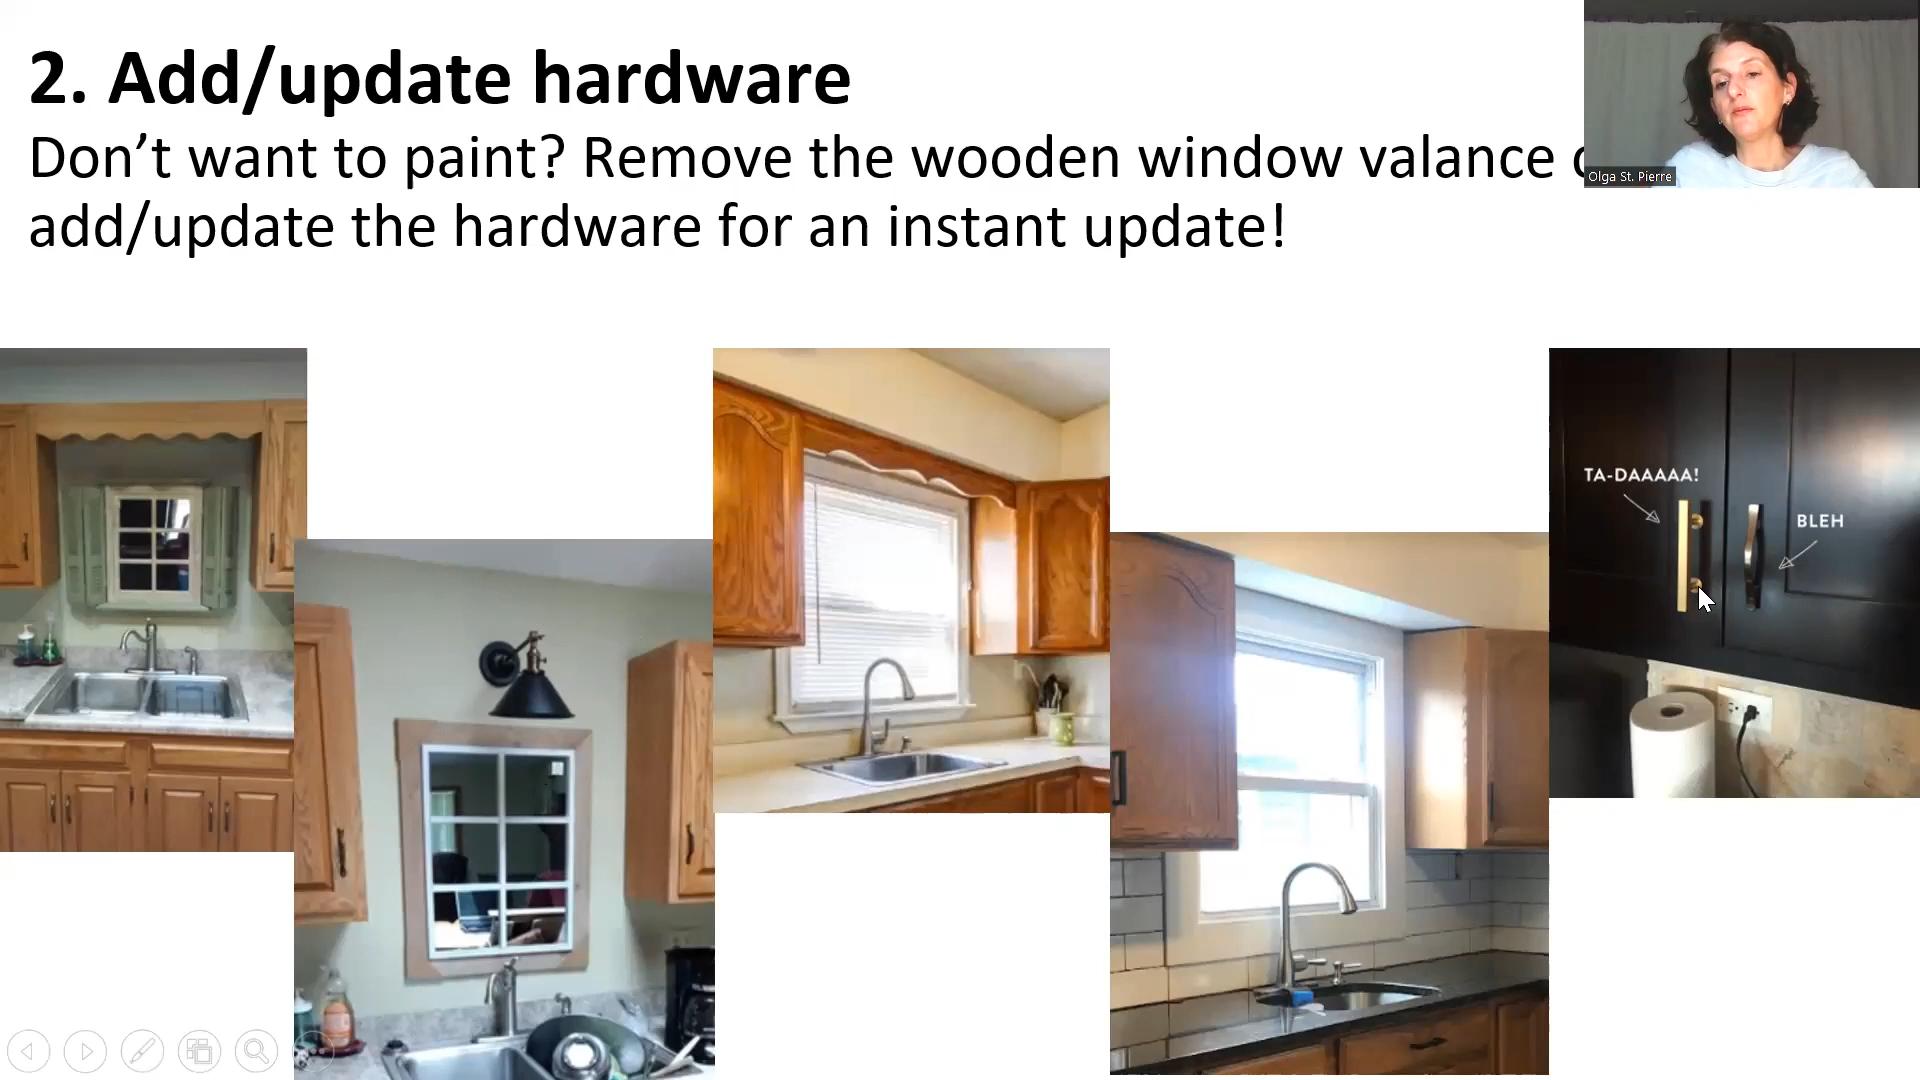 2. Add/update hardware
Don’t want to paint? Remove the wooden window valance
add/update the hardware for an instant update!
Olga St. Pierre
TA-DAAAAA!
BLEH